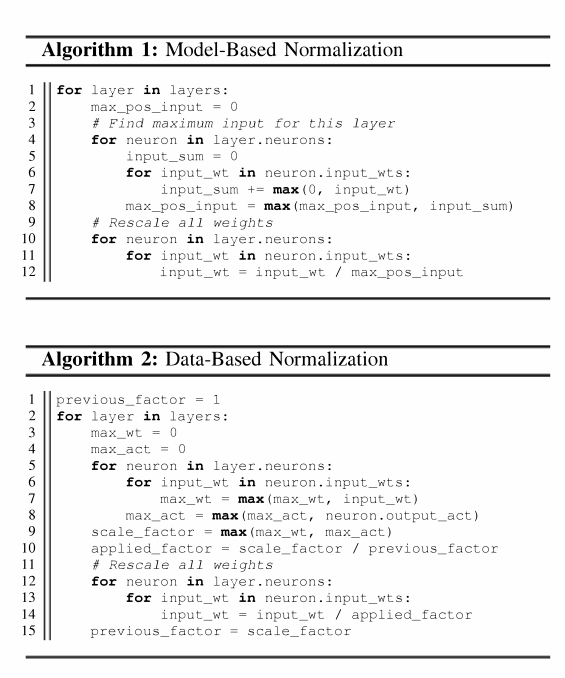 Algorithm 1: Model-Based Normalization
1 for layer in layers:
2     max_pos_input = 0
3     # Find maximum input for this layer
4     for neuron in layer.neurons:
5         input_sum = 0
6         for input_wt in neuron.input_wts:
7             input_sum += max(0, input_wt)
8         max_pos_input = max(max_pos_input, input_sum)
9     # Rescale all weights
10     for neuron in layer.neurons:
11         for input_wt in neuron.input_wts:
12             input_wt = input_wt / max_pos_input
Algorithm 2: Data-Based Normalization
1 previous_factor = 1
2 for layer in layers:
3     max_wt = 0
4     max_act = 0
5     for neuron in layer.neurons:
6         for input_wt in neuron.input_wts:
7             max_wt = max(max_wt, input_wt)
8         max_act = max(max_act, neuron.output_act)
9     scale_factor = max(max_wt, max_act)
10     applied_factor = scale_factor / previous_factor
11     # Rescale all weights
12     for neuron in layer.neurons:
13         for input_wt in neuron.input_wts:
14             input_wt = input_wt / applied_factor
15     previous_factor = scale_factor